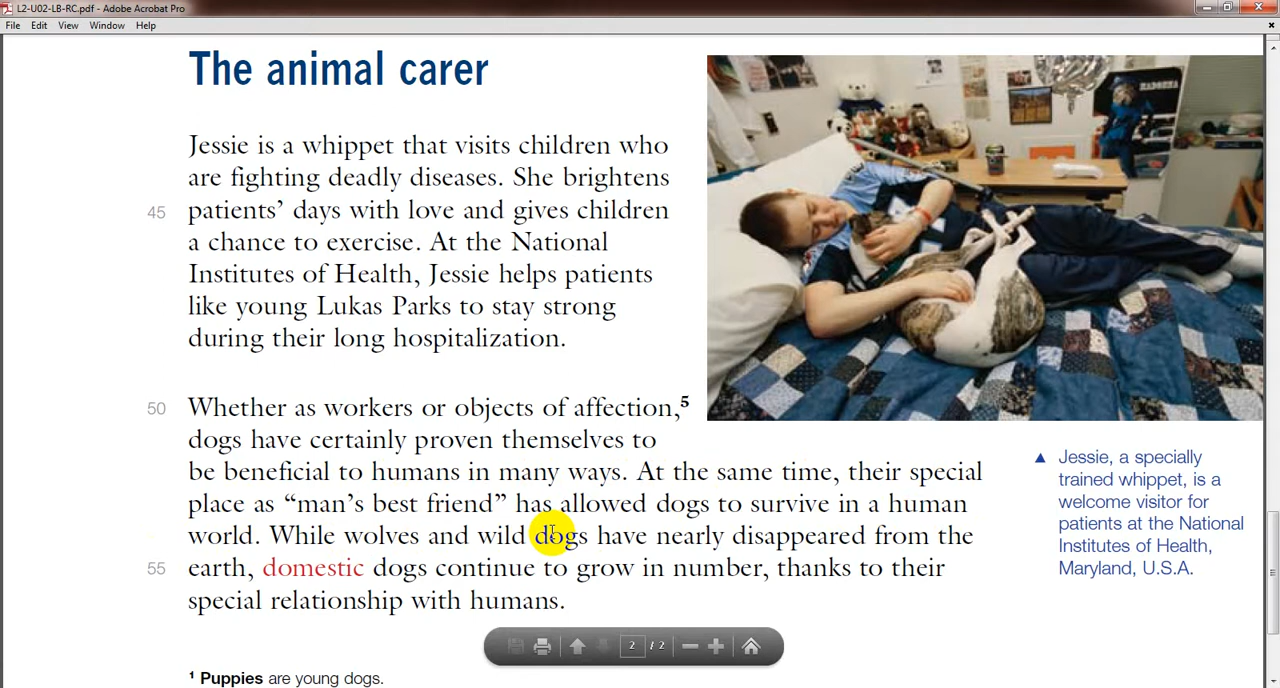 L2-U02-LB-RC.pdf - Adobe Acrobat Pro
File Edit View Window Help
The animal carer
Jessie is a whippet that visits children who
are fighting deadly diseases. She brightens
45 patients’ days with love and gives children
a chance to exercise. At the National
Institutes of Health, Jessie helps patients
like young Lukas Parks to stay strong
during their long hospitalization.
50 Whether as workers or objects of affection,⁵
dogs have certainly proven themselves to
be beneficial to humans in many ways. At the same time, their special
place as “man’s best friend” has allowed dogs to survive in a human
world. While wolves and wild dogs have nearly disappeared from the
55 earth, domestic dogs continue to grow in number, thanks to their
special relationship with humans.
▲ Jessie, a specially
trained whippet, is a
welcome visitor for
patients at the National
Institutes of Health,
Maryland, U.S.A.
2 / 2
¹ Puppies are young dogs.